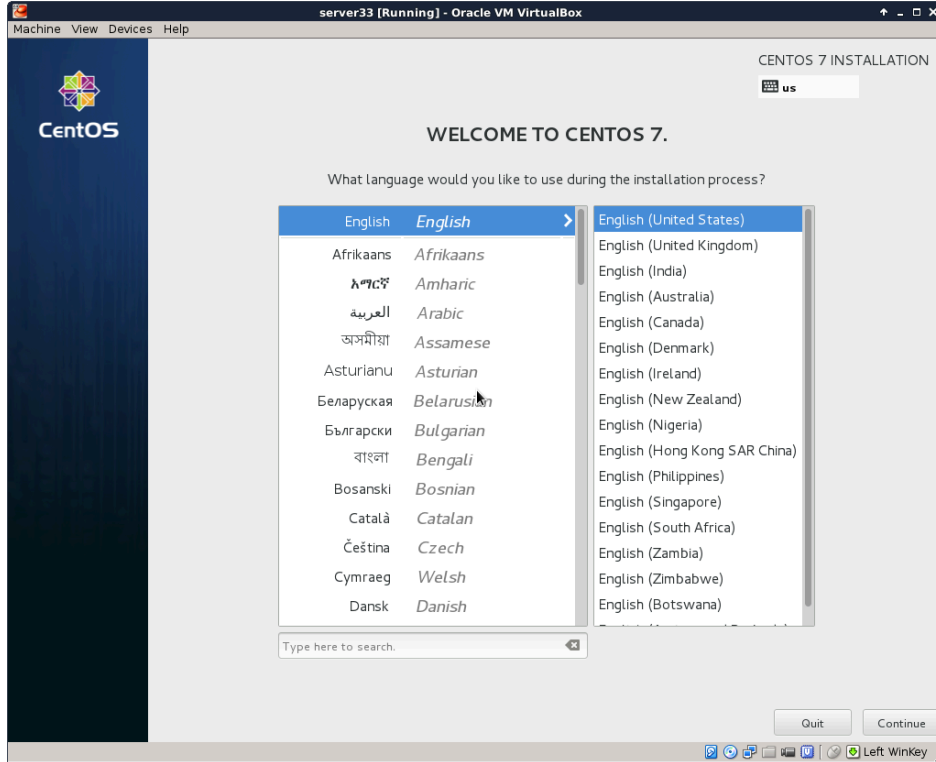 server33 [Running] - Oracle VM VirtualBox
Machine View Devices Help
CentOS
CENTOS 7 INSTALLATION
us
WELCOME TO CENTOS 7.
What language would you like to use during the installation process?
English English
Afrikaans Afrikaans
አማርኛ Amharic
العربية Arabic
অসমীয়া Assamese
Asturianu Asturian
Беларуская Belarusian
Български Bulgarian
বাংলা Bengali
Bosanski Bosnian
Català Catalan
Čeština Czech
Cymraeg Welsh
Dansk Danish
Type here to search.
English (United States)
English (United Kingdom)
English (India)
English (Australia)
English (Canada)
English (Denmark)
English (Ireland)
English (New Zealand)
English (Nigeria)
English (Hong Kong SAR China)
English (Philippines)
English (Singapore)
English (South Africa)
English (Zambia)
English (Zimbabwe)
English (Botswana)
Quit Continue
Left WinKey